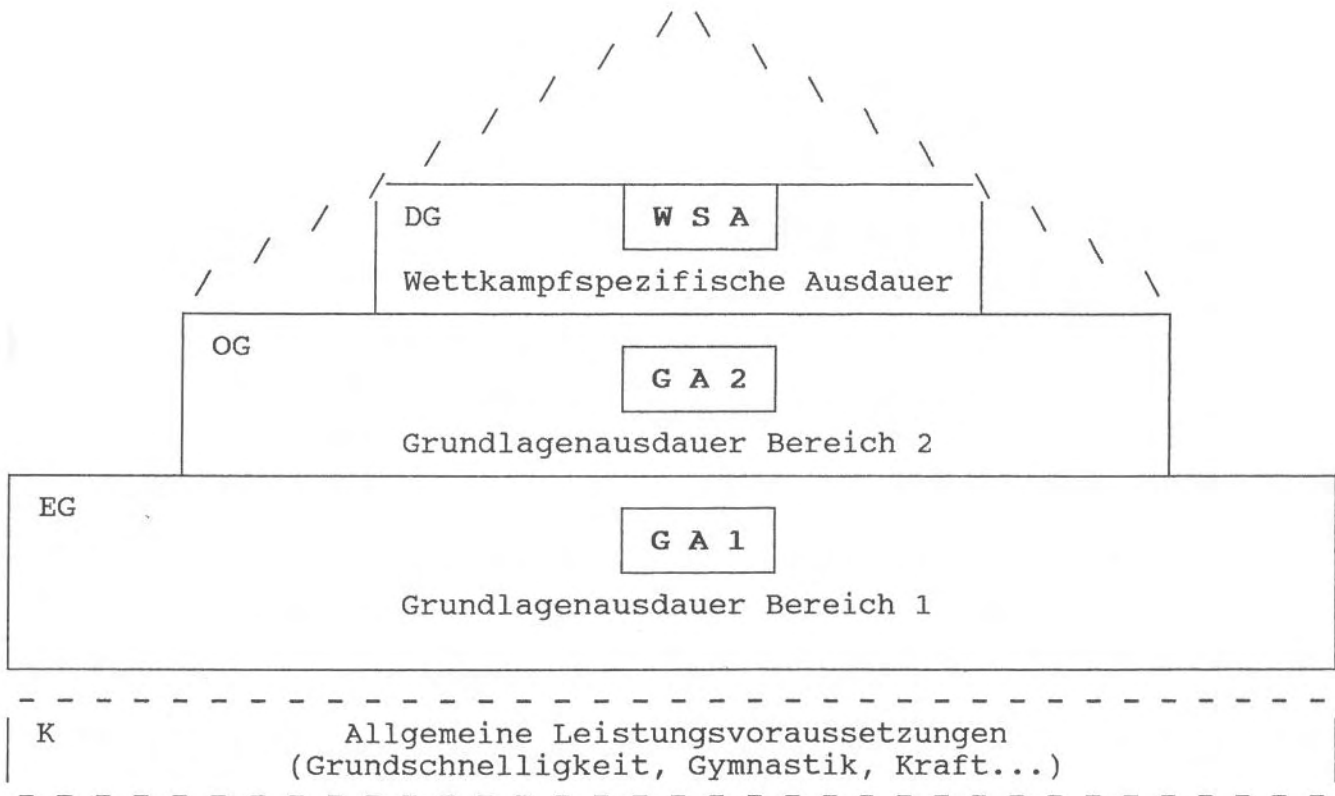 DG W S A
Wettkampfspezifische Ausdauer
OG
G A 2
Grundlagenausdauer Bereich 2
EG
G A 1
Grundlagenausdauer Bereich 1
K Allgemeine Leistungsvoraussetzungen
(Grundschnelligkeit, Gymnastik, Kraft...)